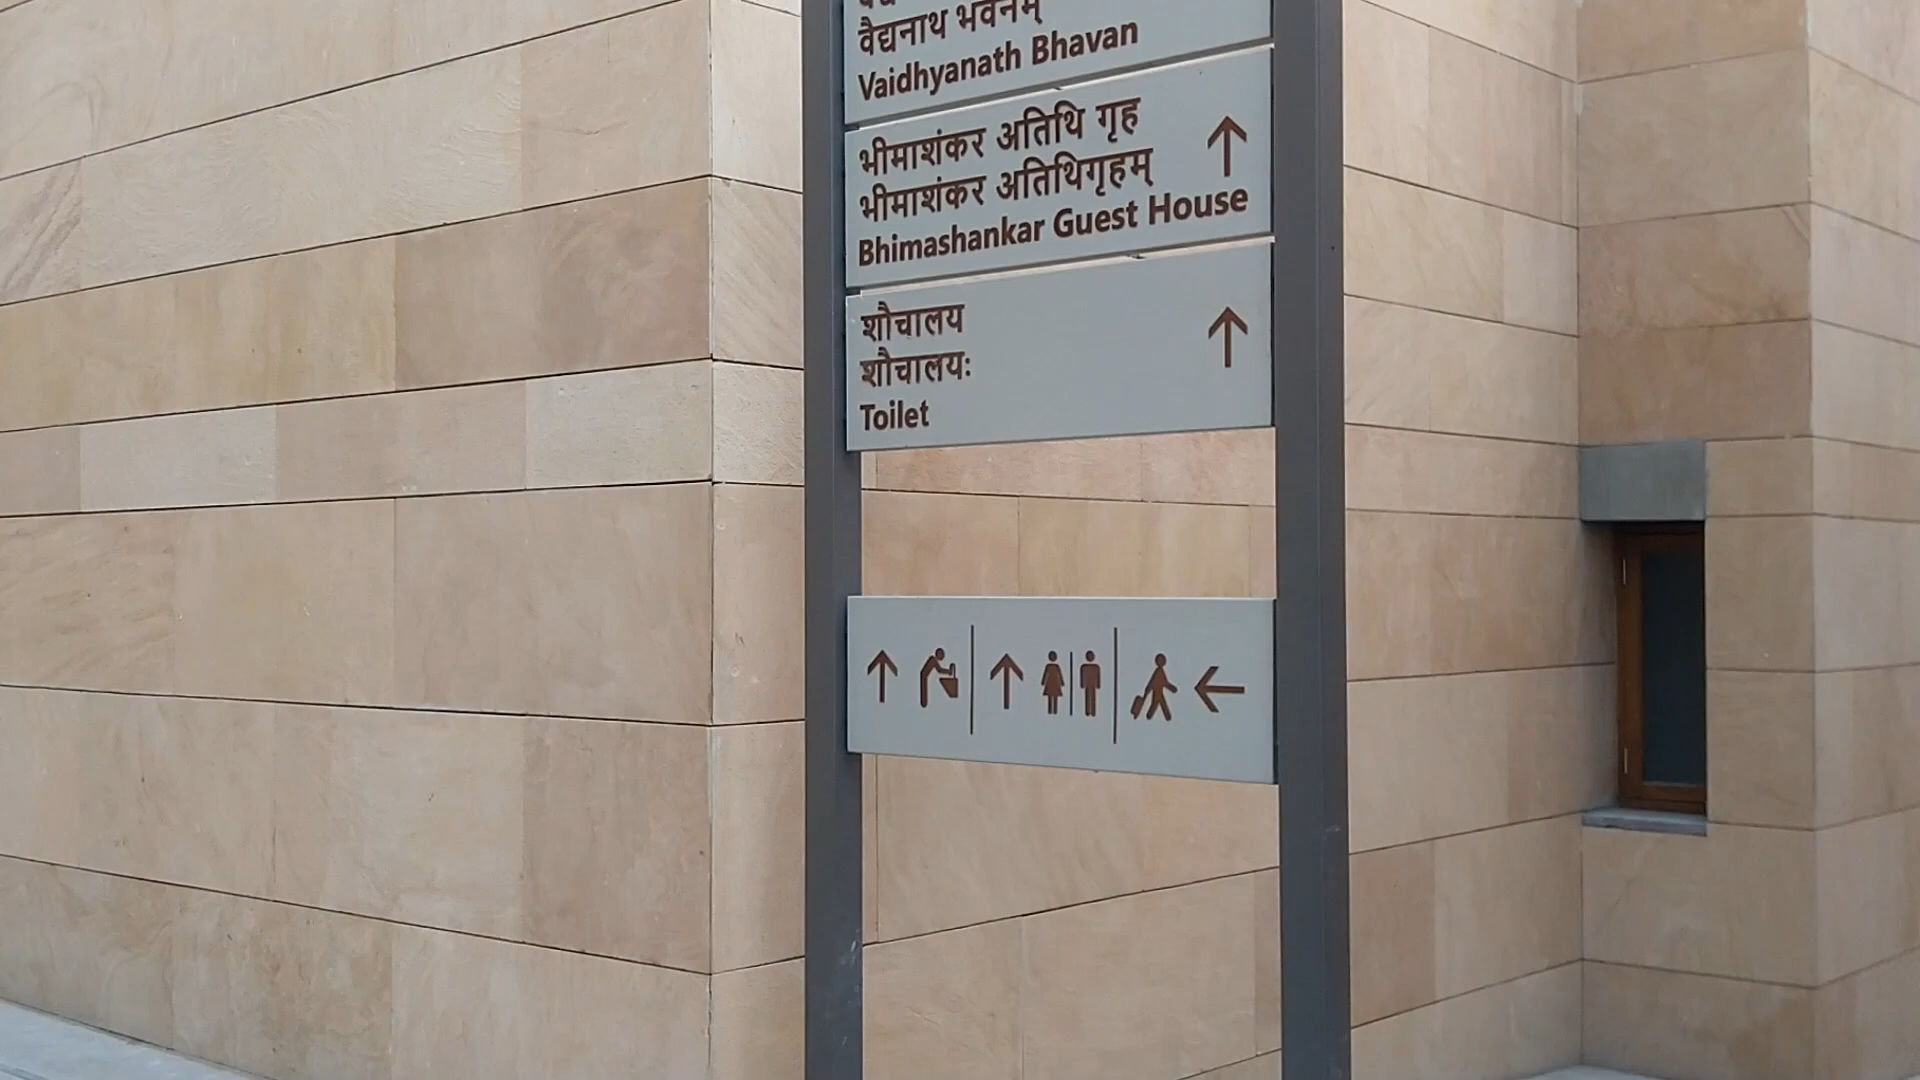 वैद्यनाथ भवनम्
Vaidhyanath Bhavan
भीमाशंकर अतिथि गृह
भीमाशंकर अतिथिगृहम्
Bhimashankar Guest House
शौचालय
शौचालयः
Toilet